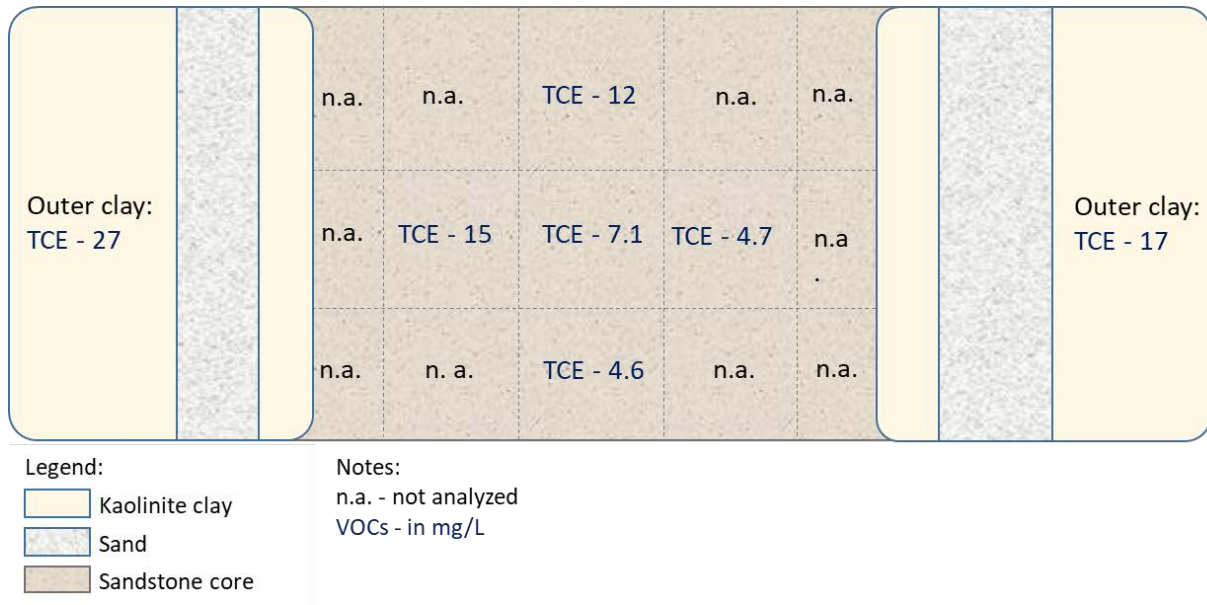 n.a.
n.a.
TCE - 12
n.a.
n.a.
Outer clay:
TCE - 27
n.a.
TCE - 15
TCE - 7.1
TCE - 4.7
n.a
.
Outer clay:
TCE - 17
n.a.
n. a.
TCE - 4.6
n.a.
n.a.
Legend:
Kaolinite clay
Sand
Sandstone core
Notes:
n.a. - not analyzed
VOCs - in mg/L